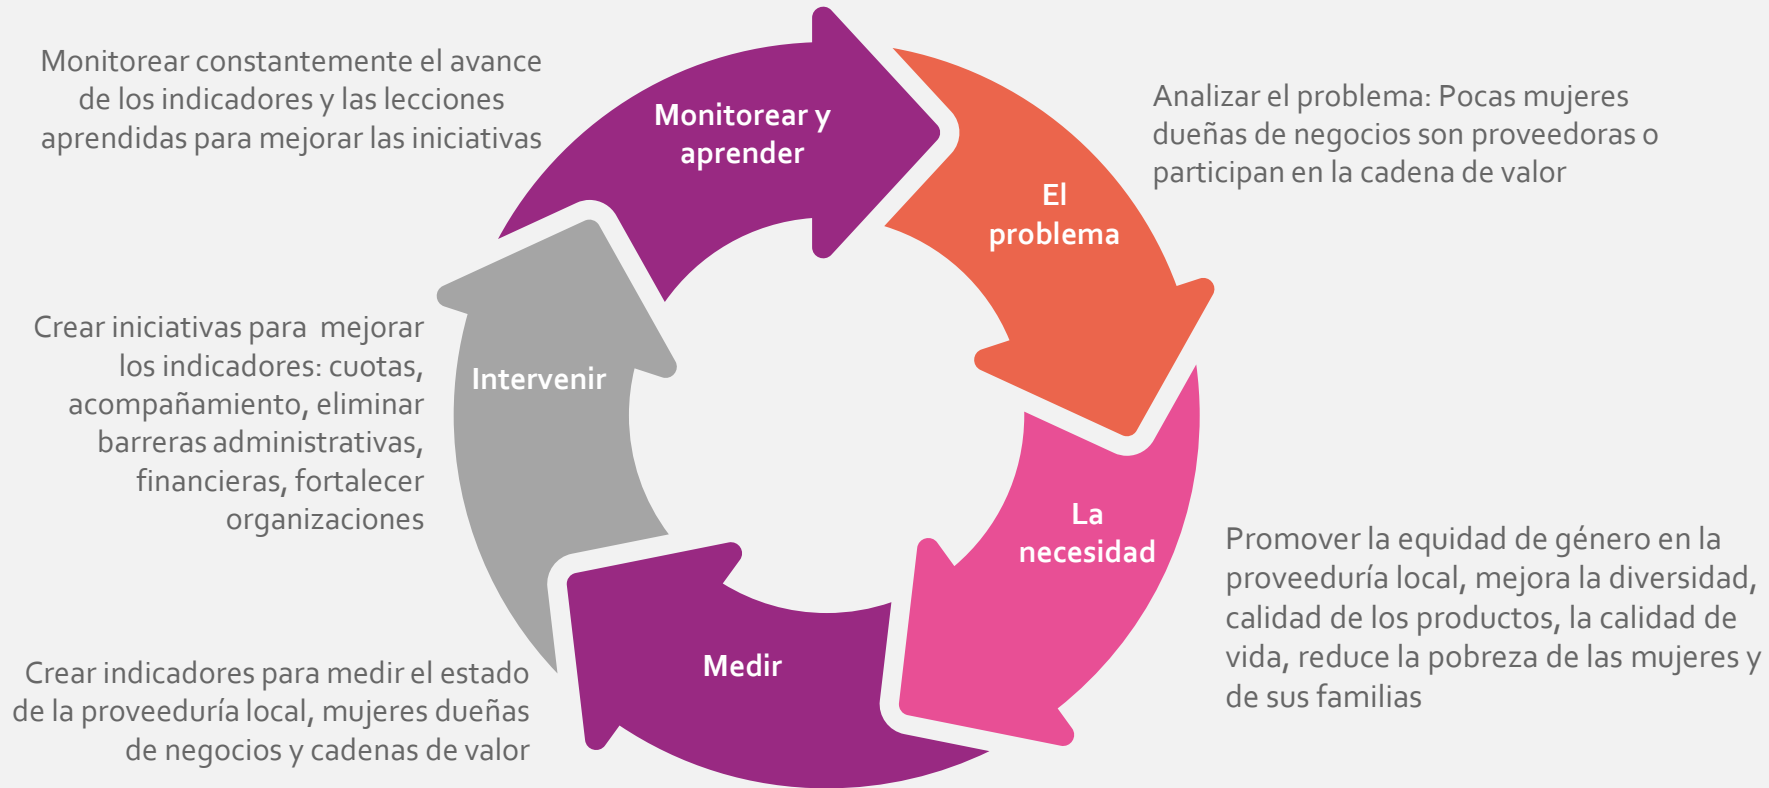 Monitorear constantemente el avance
de los indicadores y las lecciones
aprendidas para mejorar las iniciativas
Monitorear y
aprender
Analizar el problema: Pocas mujeres
dueñas de negocios son proveedoras o
participan en la cadena de valor
El
problema
Crear iniciativas para  mejorar
los indicadores: cuotas,
acompañamiento, eliminar
barreras administrativas,
financieras, fortalecer
organizaciones
Intervenir
La
necesidad
Promover la equidad de género en la
proveeduría local, mejora la diversidad,
calidad de los productos, la calidad de
vida, reduce la pobreza de las mujeres y
de sus familias
Medir
Crear indicadores para medir el estado
de la proveeduría local, mujeres dueñas
de negocios y cadenas de valor